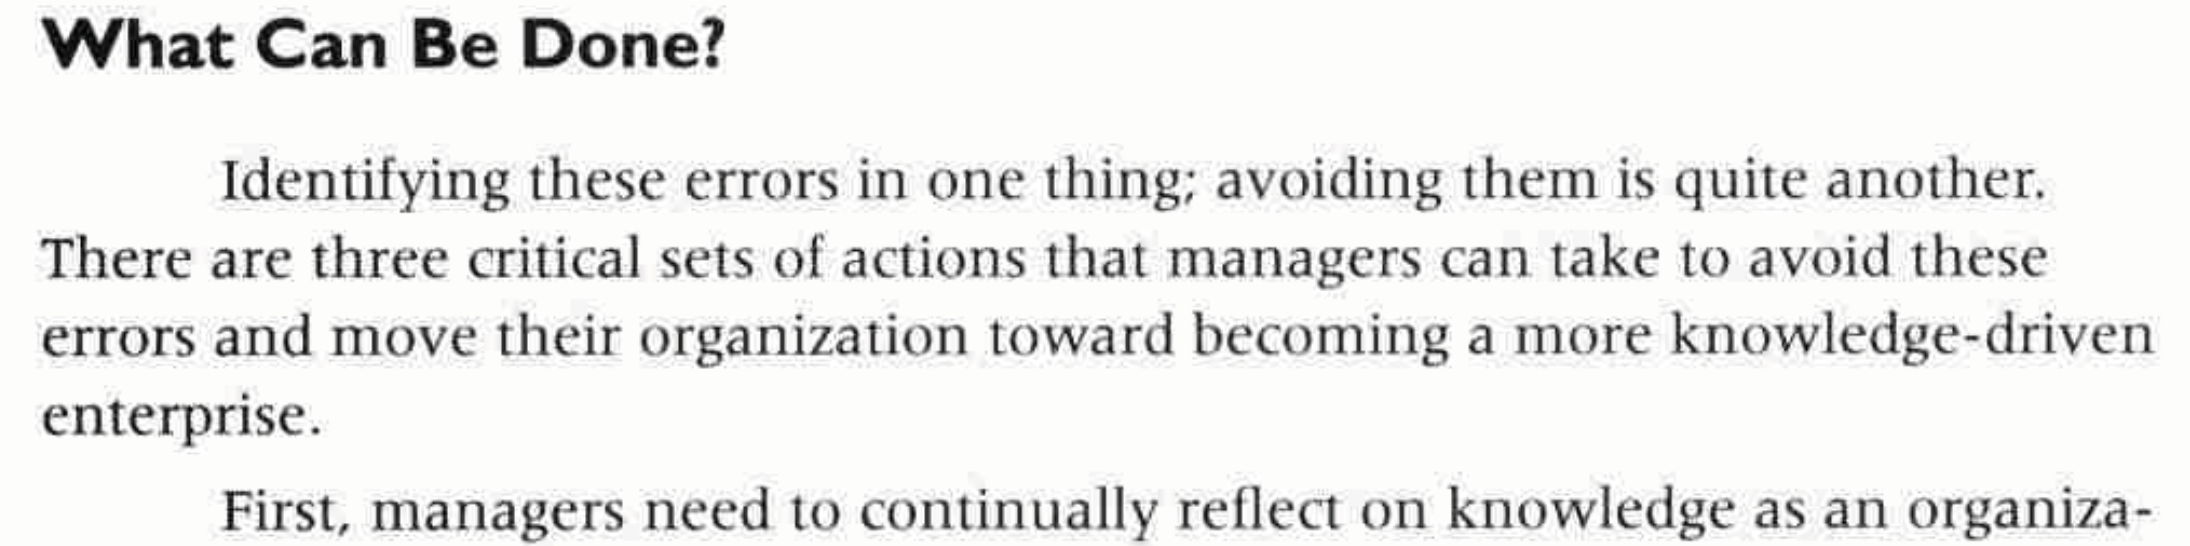 What Can Be Done?
Identifying these errors in one thing; avoiding them is quite another.
There are three critical sets of actions that managers can take to avoid these
errors and move their organization toward becoming a more knowledge-driven
enterprise.
First, managers need to continually reflect on knowledge as an organiza-